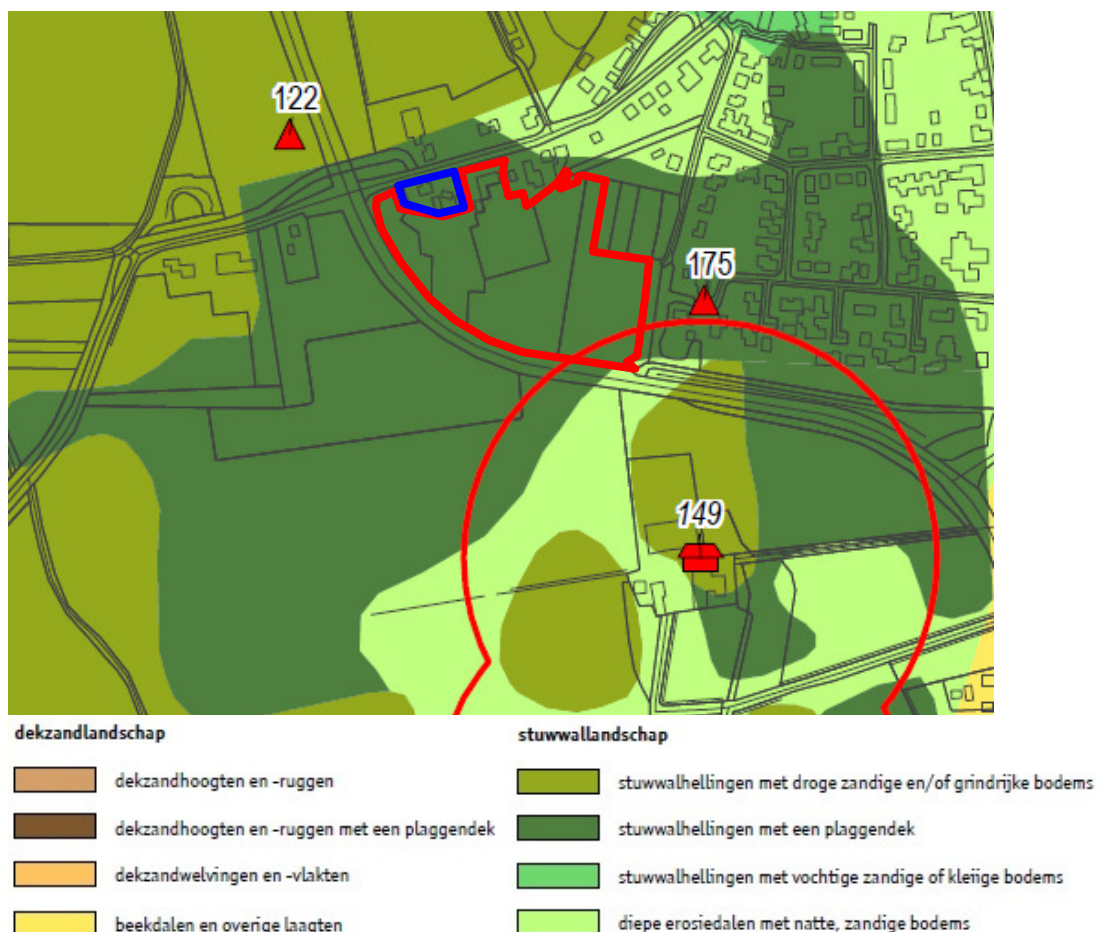 122
175
149
dekzandlandschap
dekzandhoogten en -ruggen
dekzandhoogten en -ruggen met een plaggendek
dekzandwelvingen en -vlakten
beekdalen en overige laagten
stuwwallandschap
stuwwalhellingen met droge zandige en/of grindrijke bodems
stuwwalhellingen met een plaggendek
stuwwalhellingen met vochtige zandige of kleiige bodems
diepe erosiedalen met natte, zandige bodems